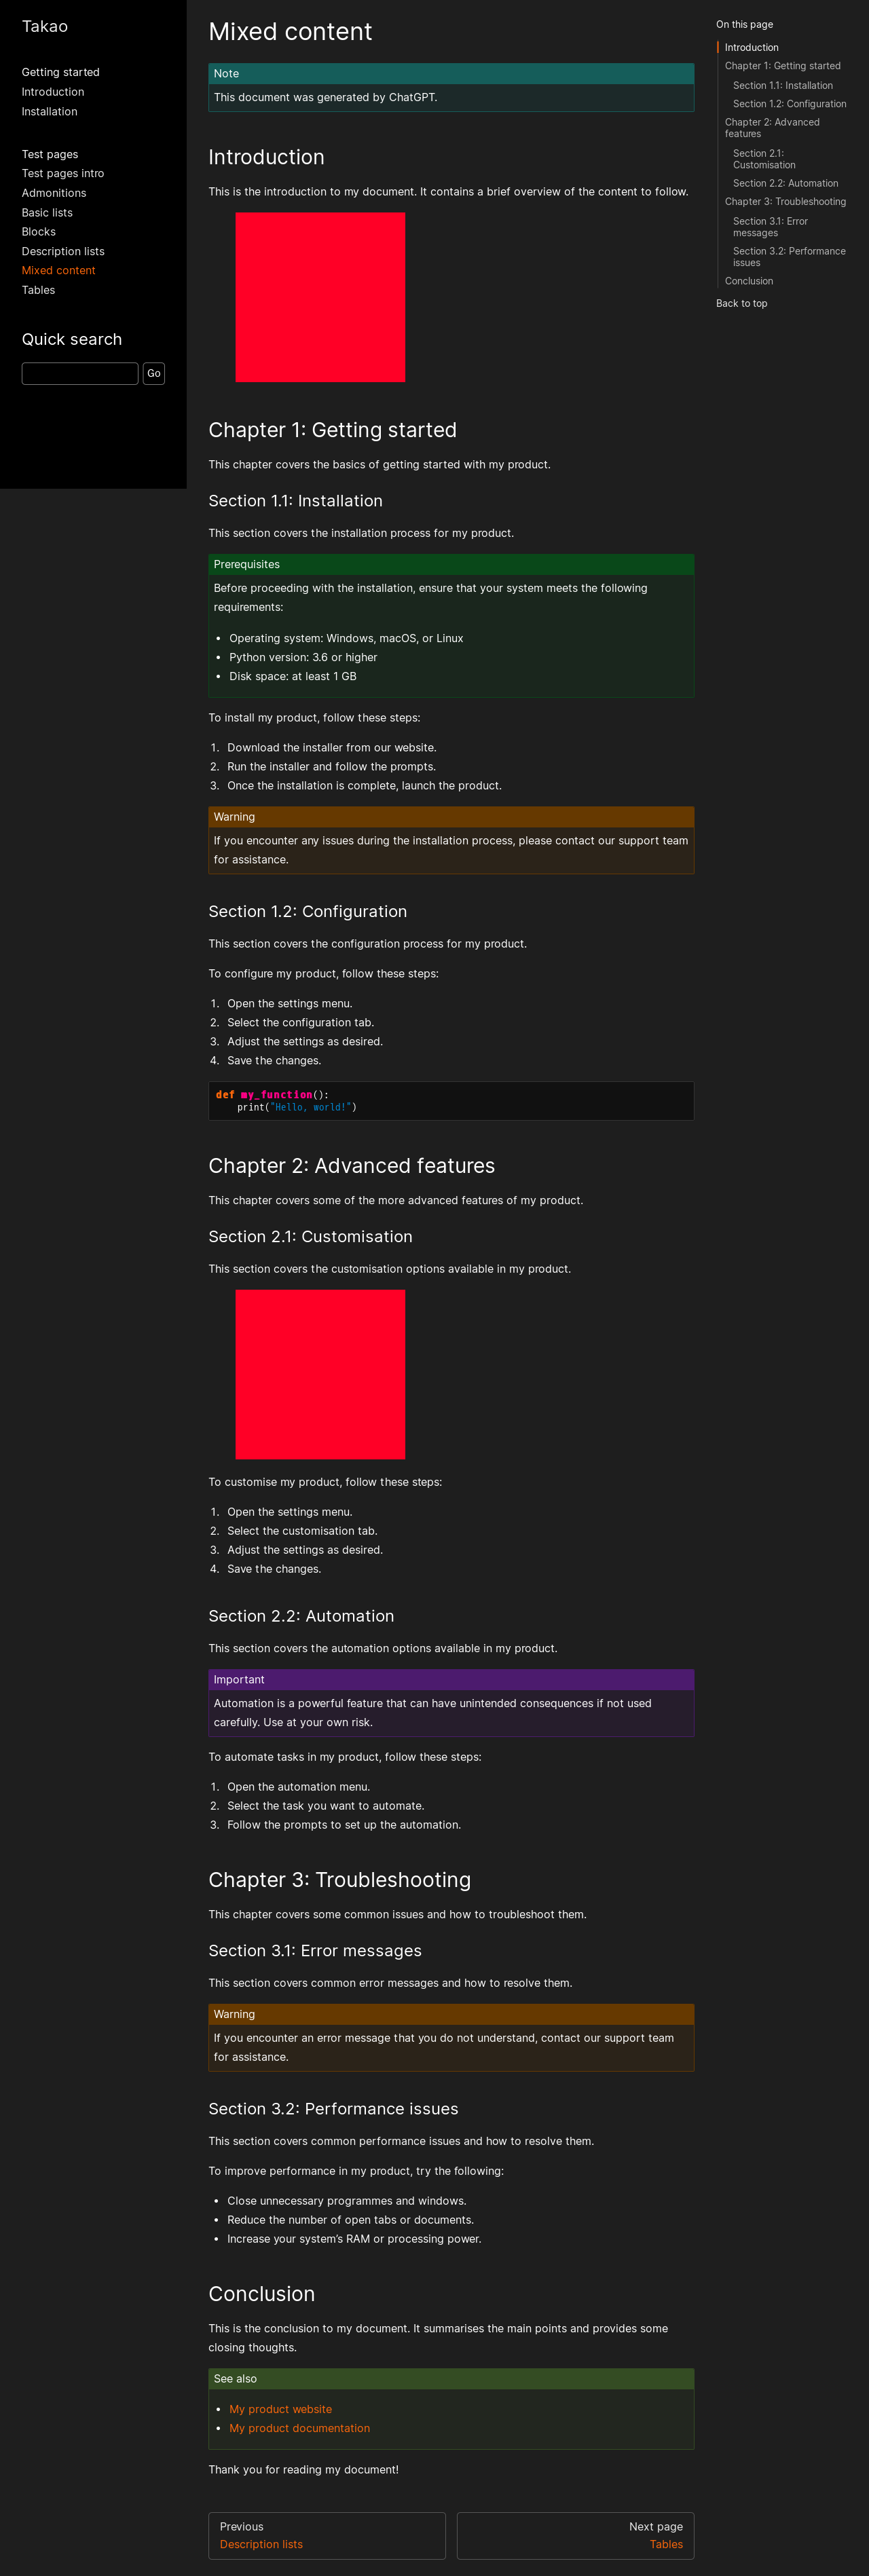 Takao
Getting started
Introduction
Installation
Test pages
Test pages intro
Admonitions
Basic lists
Blocks
Description lists
Mixed content
Tables
Quick search
Go
Mixed content
Note
This document was generated by ChatGPT.
Introduction
This is the introduction to my document. It contains a brief overview of the content to follow.
Chapter 1: Getting started
This chapter covers the basics of getting started with my product.
Section 1.1: Installation
This section covers the installation process for my product.
Prerequisites
Before proceeding with the installation, ensure that your system meets the following
requirements:
• Operating system: Windows, macOS, or Linux
• Python version: 3.6 or higher
• Disk space: at least 1 GB
To install my product, follow these steps:
1. Download the installer from our website.
2. Run the installer and follow the prompts.
3. Once the installation is complete, launch the product.
Warning
If you encounter any issues during the installation process, please contact our support team
for assistance.
Section 1.2: Configuration
This section covers the configuration process for my product.
To configure my product, follow these steps:
1. Open the settings menu.
2. Select the configuration tab.
3. Adjust the settings as desired.
4. Save the changes.
def my_function():
    print("Hello, world!")
Chapter 2: Advanced features
This chapter covers some of the more advanced features of my product.
Section 2.1: Customisation
This section covers the customisation options available in my product.
To customise my product, follow these steps:
1. Open the settings menu.
2. Select the customisation tab.
3. Adjust the settings as desired.
4. Save the changes.
Section 2.2: Automation
This section covers the automation options available in my product.
Important
Automation is a powerful feature that can have unintended consequences if not used
carefully. Use at your own risk.
To automate tasks in my product, follow these steps:
1. Open the automation menu.
2. Select the task you want to automate.
3. Follow the prompts to set up the automation.
Chapter 3: Troubleshooting
This chapter covers some common issues and how to troubleshoot them.
Section 3.1: Error messages
This section covers common error messages and how to resolve them.
Warning
If you encounter an error message that you do not understand, contact our support team
for assistance.
Section 3.2: Performance issues
This section covers common performance issues and how to resolve them.
To improve performance in my product, try the following:
• Close unnecessary programmes and windows.
• Reduce the number of open tabs or documents.
• Increase your system’s RAM or processing power.
Conclusion
This is the conclusion to my document. It summarises the main points and provides some
closing thoughts.
See also
• My product website
• My product documentation
Thank you for reading my document!
Previous
Description lists
Next page
Tables
On this page
Introduction
Chapter 1: Getting started
Section 1.1: Installation
Section 1.2: Configuration
Chapter 2: Advanced
features
Section 2.1:
Customisation
Section 2.2: Automation
Chapter 3: Troubleshooting
Section 3.1: Error
messages
Section 3.2: Performance
issues
Conclusion
Back to top